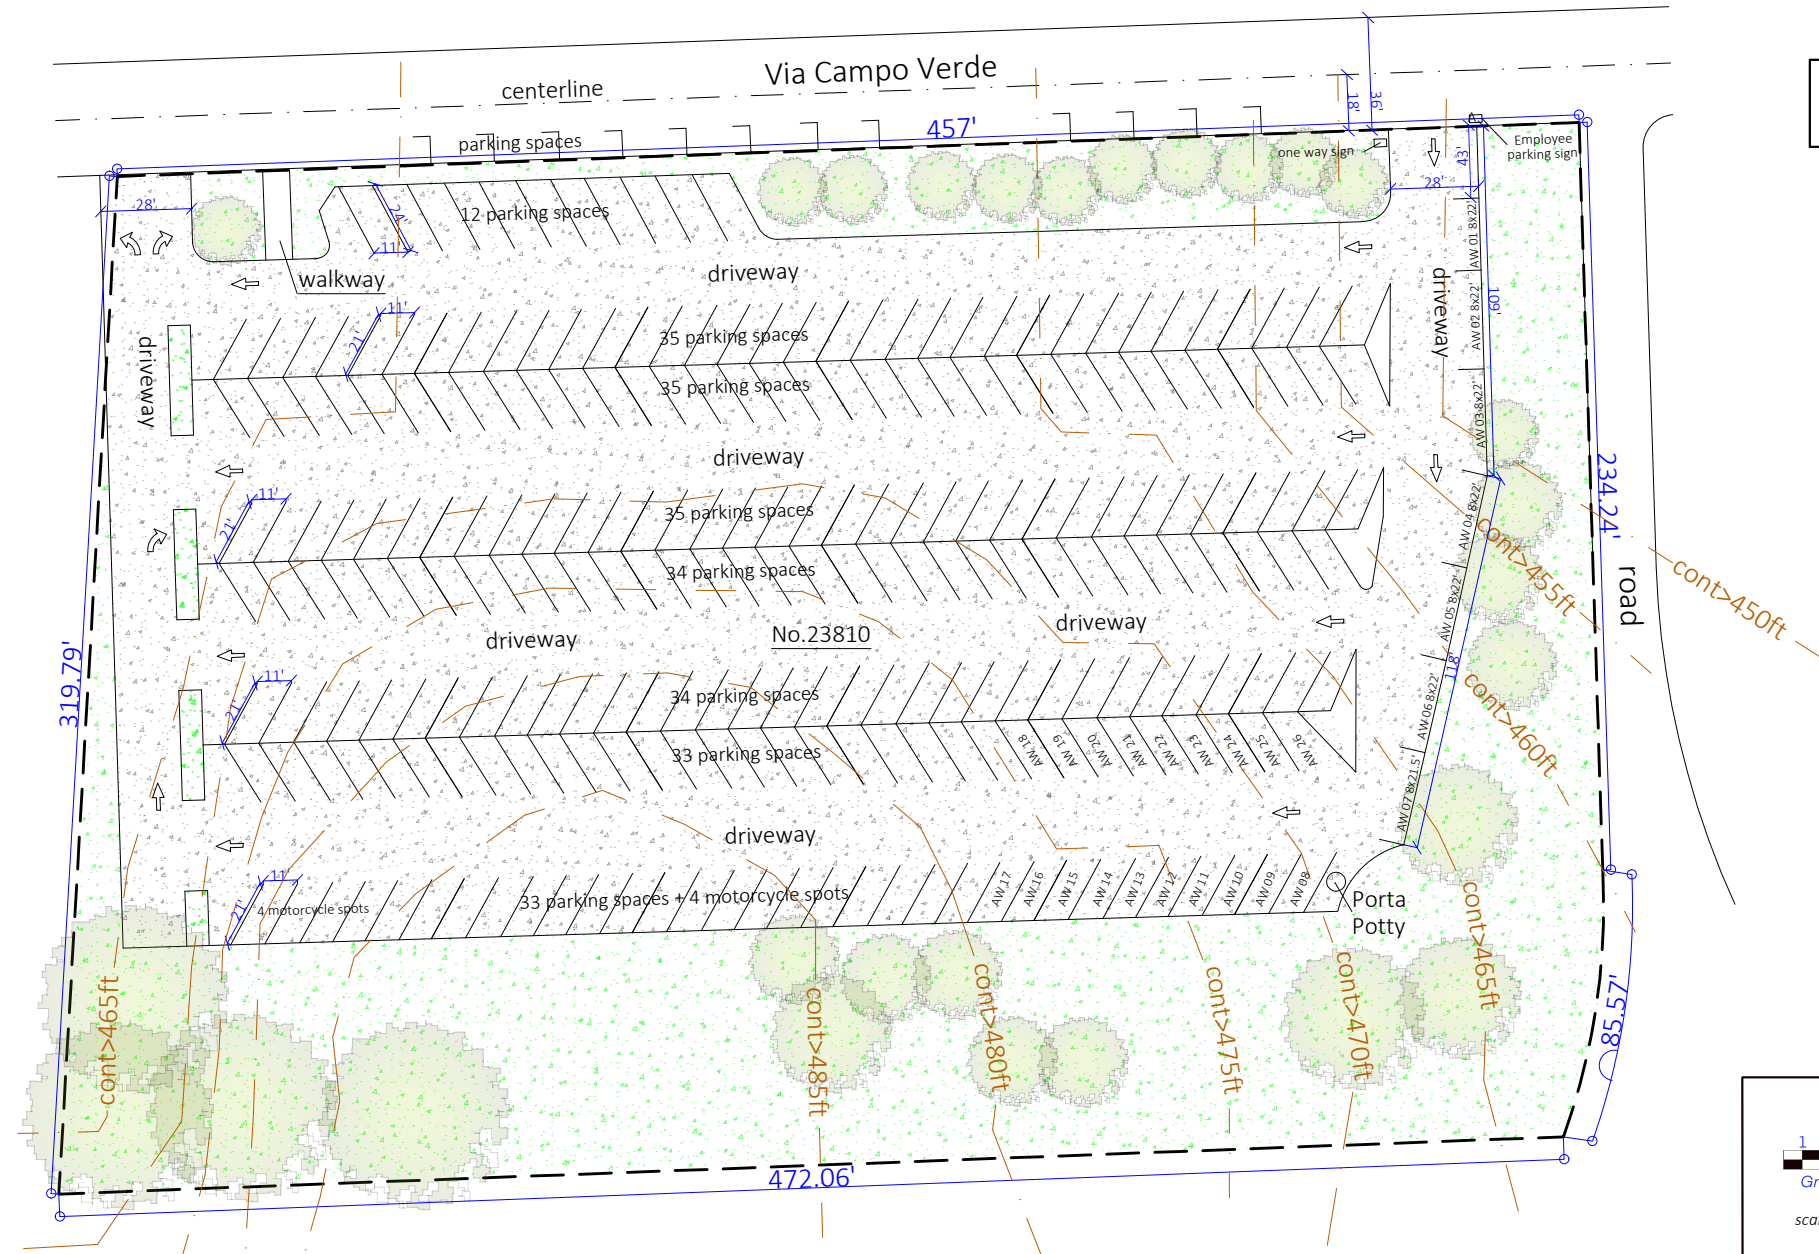 Via Campo Verde
centerline
18'
36'
457'
parking spaces
one way sign
Employee
parking sign
43'
28'
28'
24'
11'
12 parking spaces
walkway
driveway
driveway
driveway
AW 01 8x22'
AW 02 8x22'
AW 03 8x22'
109'
11'
21'
35 parking spaces
35 parking spaces
driveway
11'
21'
35 parking spaces
34 parking spaces
AW 04 8x22'
AW 05 8x22'
AW 06 8x22'
AW 07 8x21.5'
118'
234.24'
road
cont>455ft
cont>450ft
cont>460ft
driveway
No.23810
driveway
319.79'
11'
21'
34 parking spaces
33 parking spaces
AW 18
AW 19
AW 20
AW 21
AW 22
AW 23
AW 24
AW 25
AW 26
driveway
11'
21'
4 motorcycle spots
33 parking spaces + 4 motorcycle spots
AW 17
AW 16
AW 15
AW 14
AW 13
AW 12
AW 11
AW 10
AW 09
AW 08
Porta
Potty
cont>465ft
cont>485ft
cont>480ft
cont>475ft
cont>470ft
cont>465ft
85.57'
472.06'
1